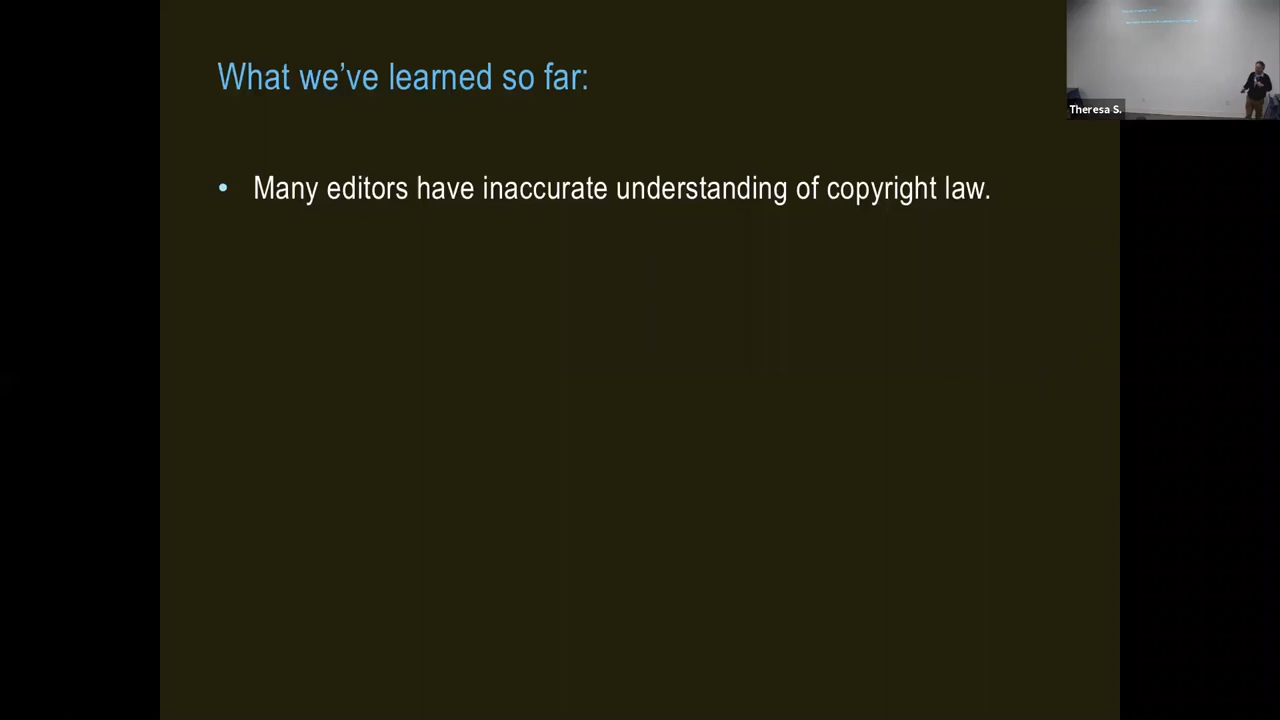 What we’ve learned so far:
Theresa S.
• Many editors have inaccurate understanding of copyright law.